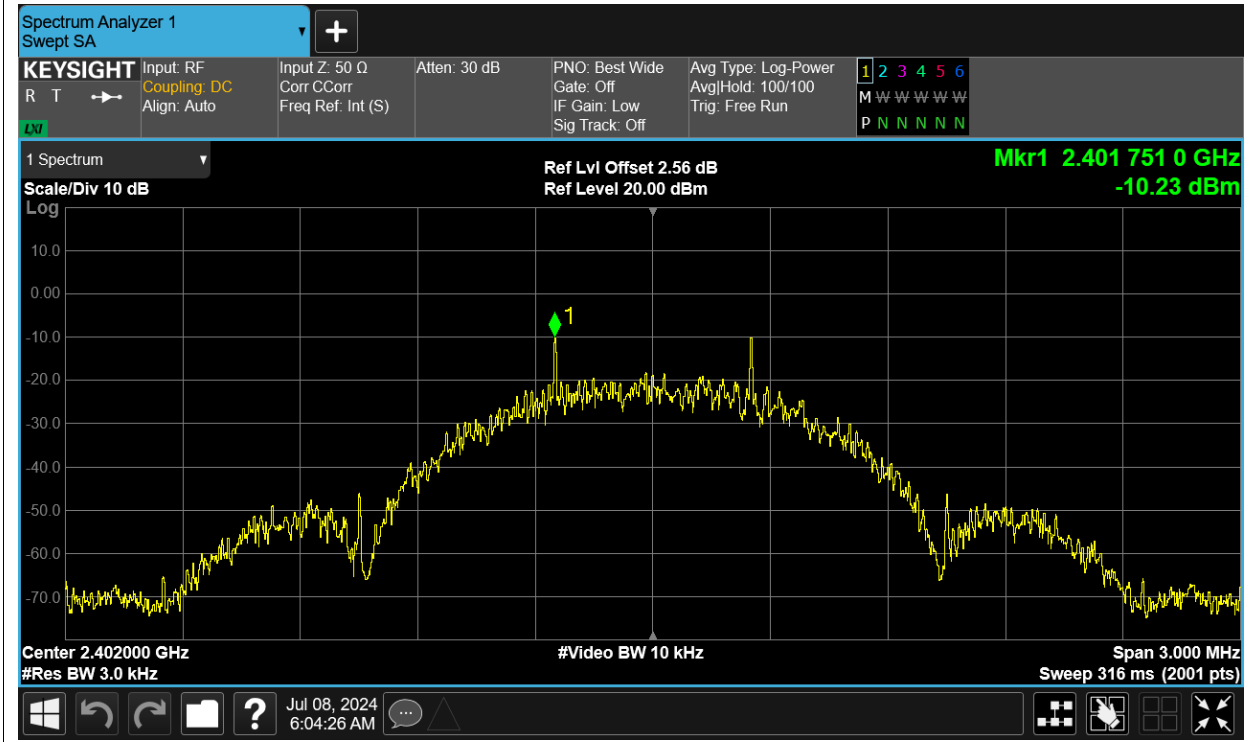 Spectrum Analyzer 1
Swept SA
+
KEYSIGHT
R T
LXI
Input: RF
Coupling: DC
Align: Auto
Input Z: 50 Ω
Corr CCorr
Freq Ref: Int (S)
Atten: 30 dB
PNO: Best Wide
Gate: Off
IF Gain: Low
Sig Track: Off
Avg Type: Log-Power
Avg|Hold: 100/100
Trig: Free Run
1 2 3 4 5 6
M W W W W W
P N N N N N
1 Spectrum
Scale/Div 10 dB
Log
Ref Lvl Offset 2.56 dB
Ref Level 20.00 dBm
Mkr1 2.401 751 0 GHz
-10.23 dBm
10.0
0.00
-10.0
-20.0
-30.0
-40.0
-50.0
-60.0
-70.0
1
Center 2.402000 GHz
#Res BW 3.0 kHz
#Video BW 10 kHz
Span 3.000 MHz
Sweep 316 ms (2001 pts)
?
Jul 08, 2024
6:04:26 AM